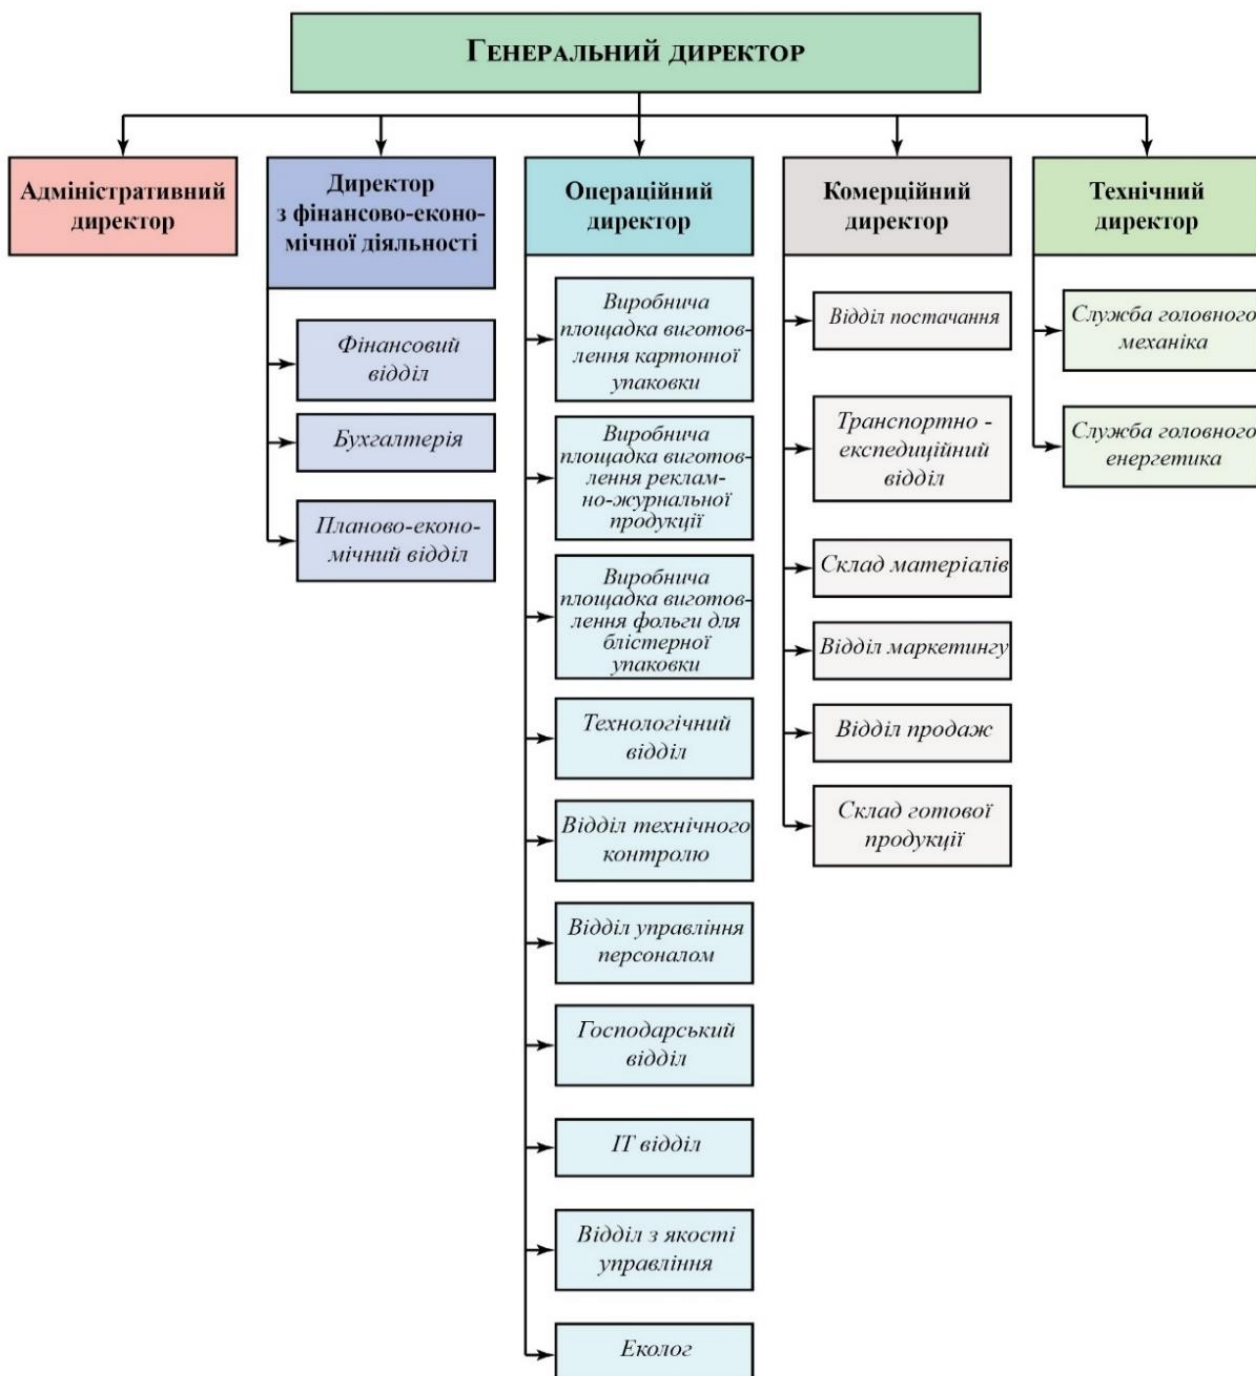 ГЕНЕРАЛЬНИЙ ДИРЕКТОР
Адміністративний
директор
Директор
з фінансово-еконо-
мічної діяльності
Фінансовий
відділ
Бухгалтерія
Планово-еконо-
мічний відділ
Операційний
директор
Виробнича
площадка виготов-
лення картонної
упаковки
Виробнича
площадка виготов-
лення реклам-
но-журнальної
продукції
Виробнича
площадка виготов-
лення фольги для
блістерної
упаковки
Технологічний
відділ
Відділ технічного
контролю
Відділ управління
персоналом
Господарський
відділ
IT відділ
Відділ з якості
управління
Еколог
Комерційний
директор
Відділ постачання
Транспортно -
експедиційний
відділ
Склад матеріалів
Відділ маркетингу
Відділ продаж
Склад готової
продукції
Технічний
директор
Служба головного
механіка
Служба головного
енергетика